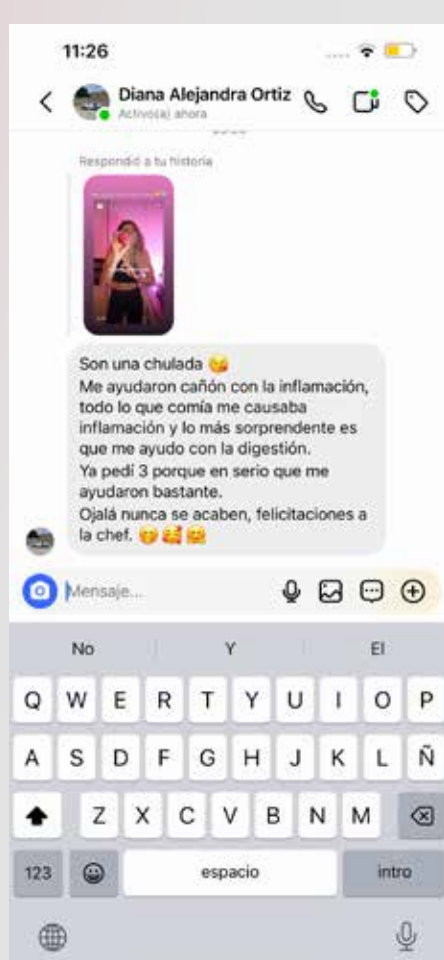 11:26
Diana Alejandra Ortiz
Activo(a) ahora
Respondió a tu historia
Son una chulada 😘
Me ayudaron cañón con la inflamación,
todo lo que comía me causaba
inflamación y lo más sorprendente es
que me ayudo con la digestión.
Ya pedí 3 porque en serio que me
ayudaron bastante.
Ojalá nunca se acaben, felicitaciones a
la chef. 🤭🥰🤗
Mensaje...
No Y El
Q W E R T Y U I O P
A S D F G H J K L Ñ
Z X C V B N M
123 espacio intro